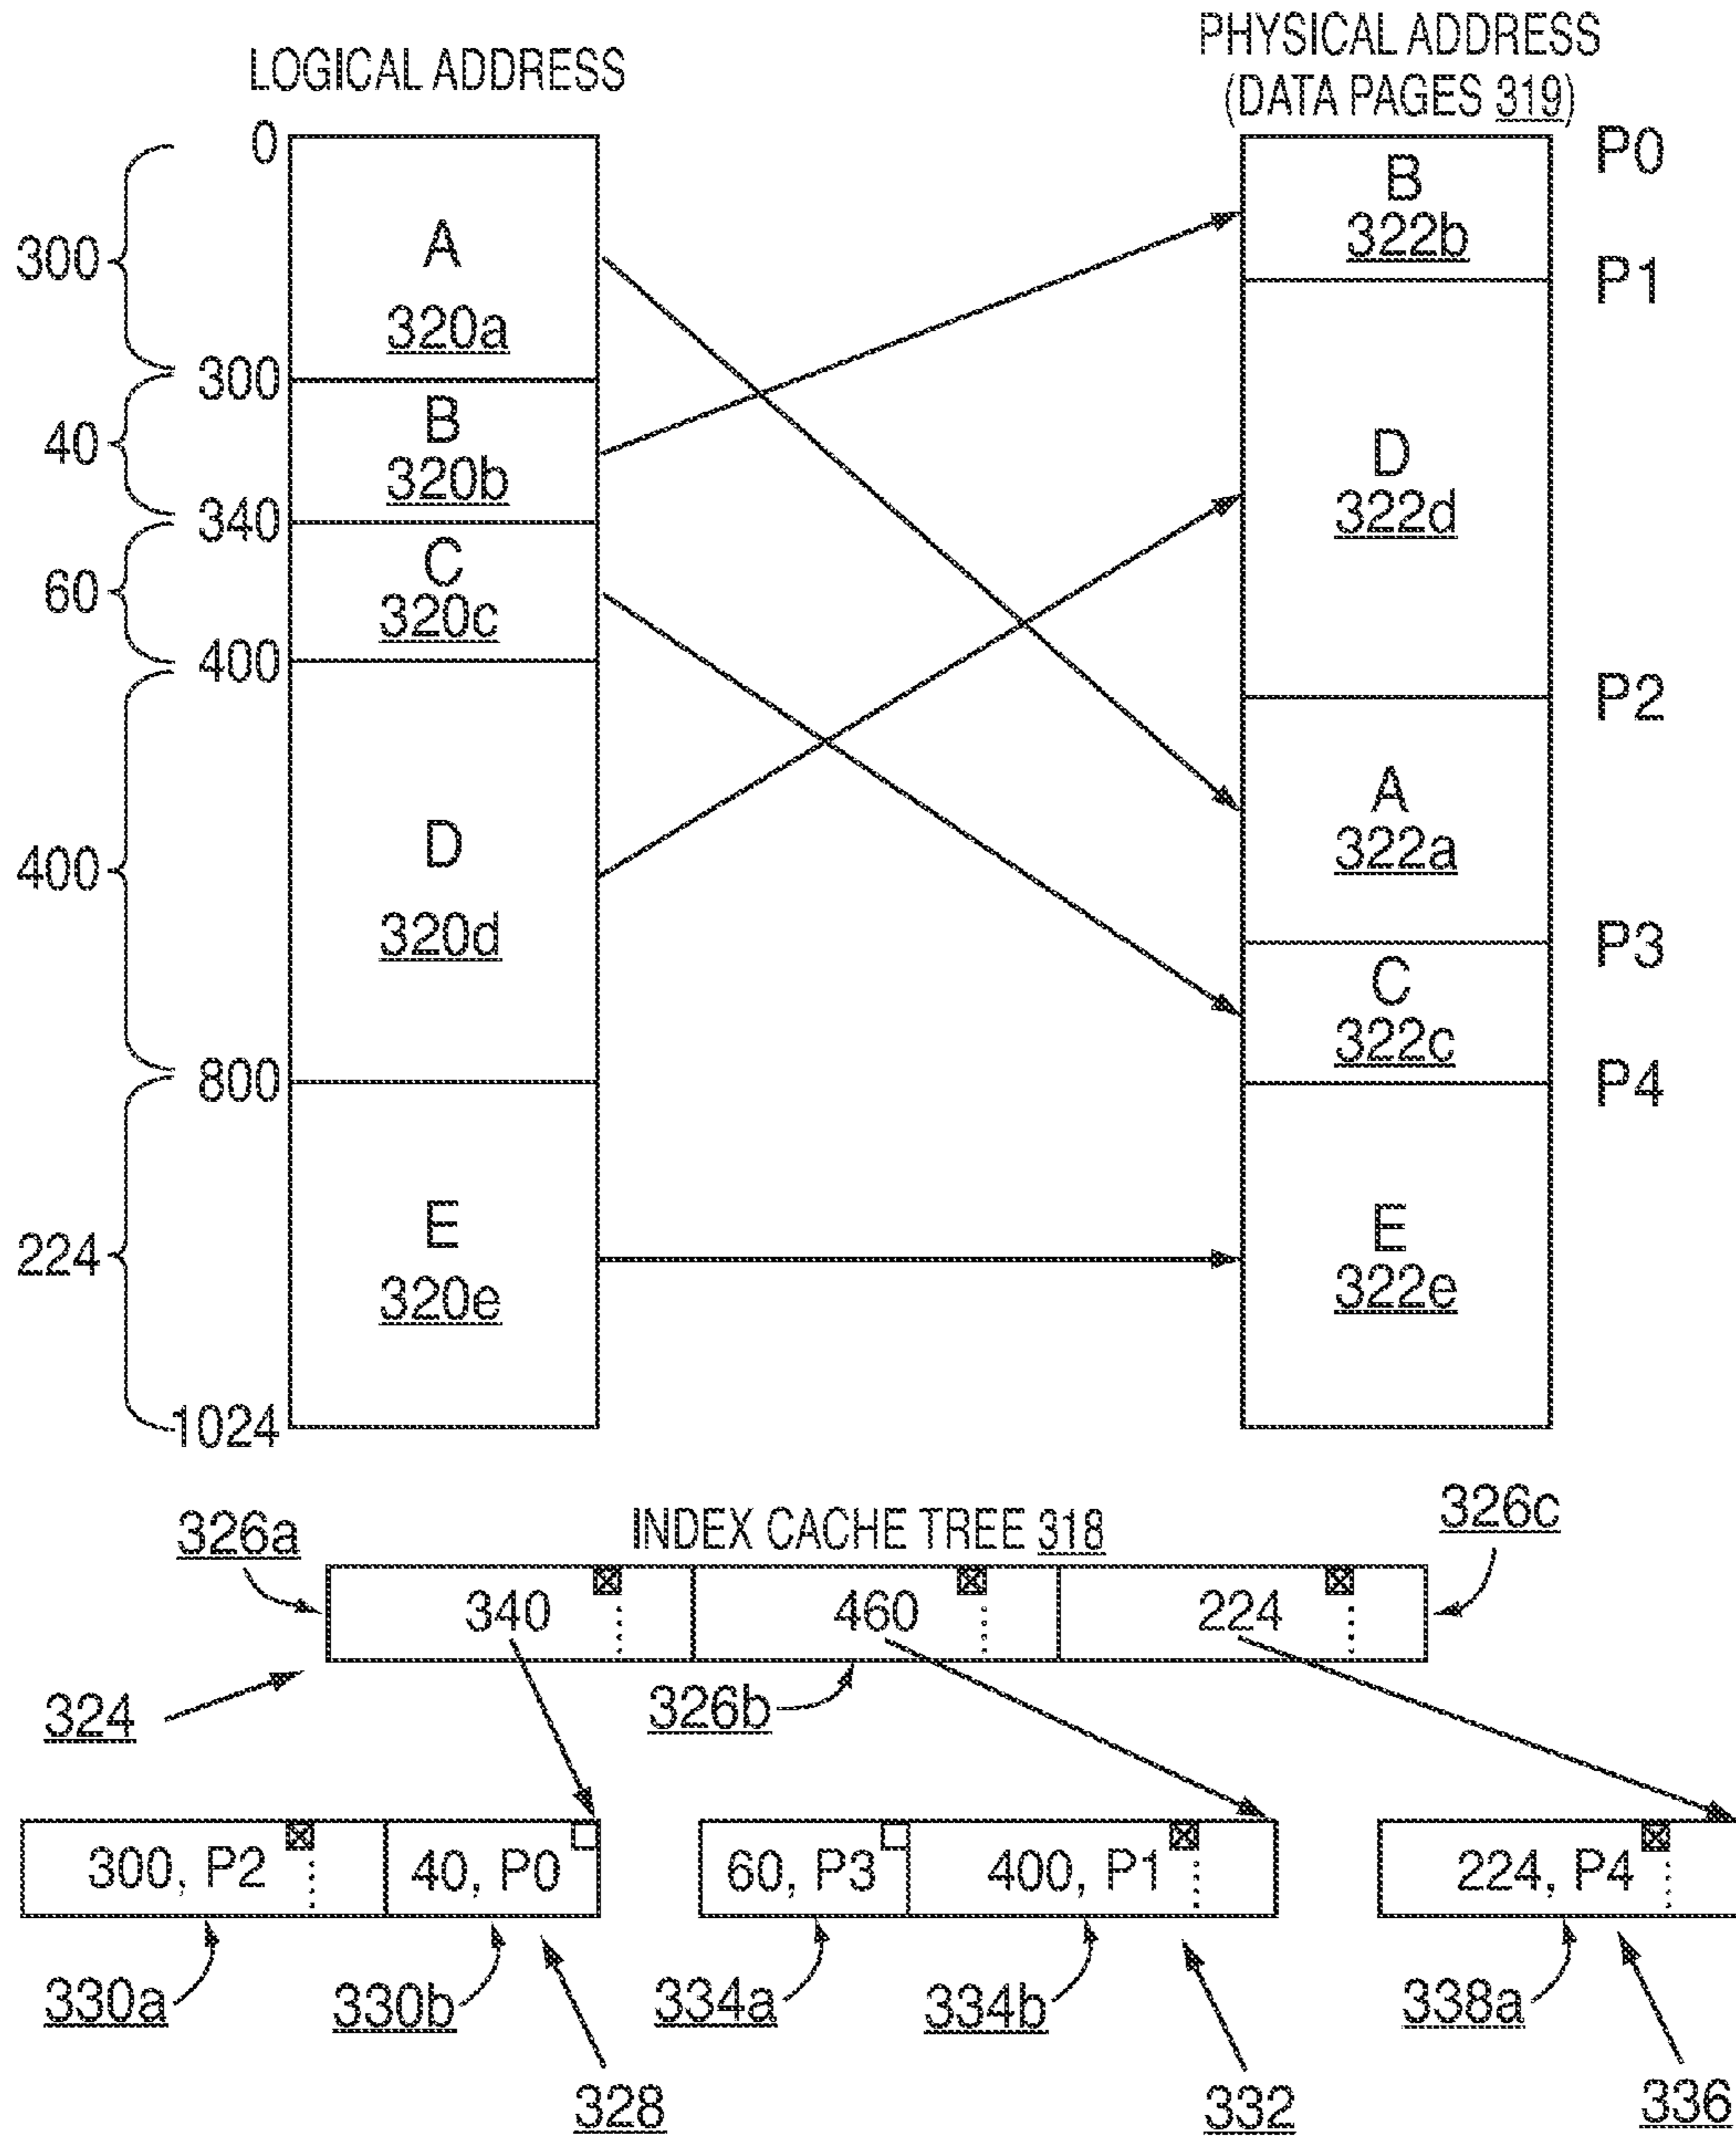 LOGICAL ADDRESS
PHYSICAL ADDRESS
(DATA PAGES 319)
0
300
A
320a
300
40
B
320b
340
60
C
320c
400
400
D
320d
800
224
E
320e
1024
P0
B
322b
P1
D
322d
P2
A
322a
P3
C
322c
P4
E
322e
INDEX CACHE TREE 318
326a
326c
340
460
224
324
326b
300, P2
40, P0
60, P3
400, P1
224, P4
330a
330b
334a
334b
338a
328
332
336